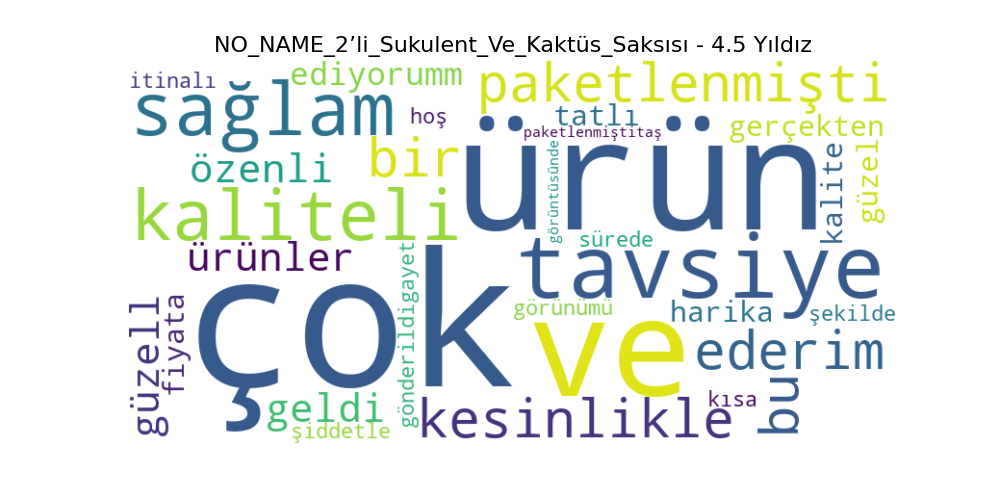 NO_NAME_2’li_Sukulent_Ve_Kaktüs_Saksısı - 4.5 Yıldız
itinalı
ediyorumm
paketlenmişti
sağlam
hoş
tatlı
gerçekten
paketlenmiştitaş
ürün
bir
özenli
kaliteli
görüntüsünde
kalite
güzel
sürede
ürünler
tavsiye
çok
gönderildigayet
görünümü
harika
şekilde
güzell
fiyata
ve
ederim
geldi
kesinlikle
kısa
bu
şiddetle